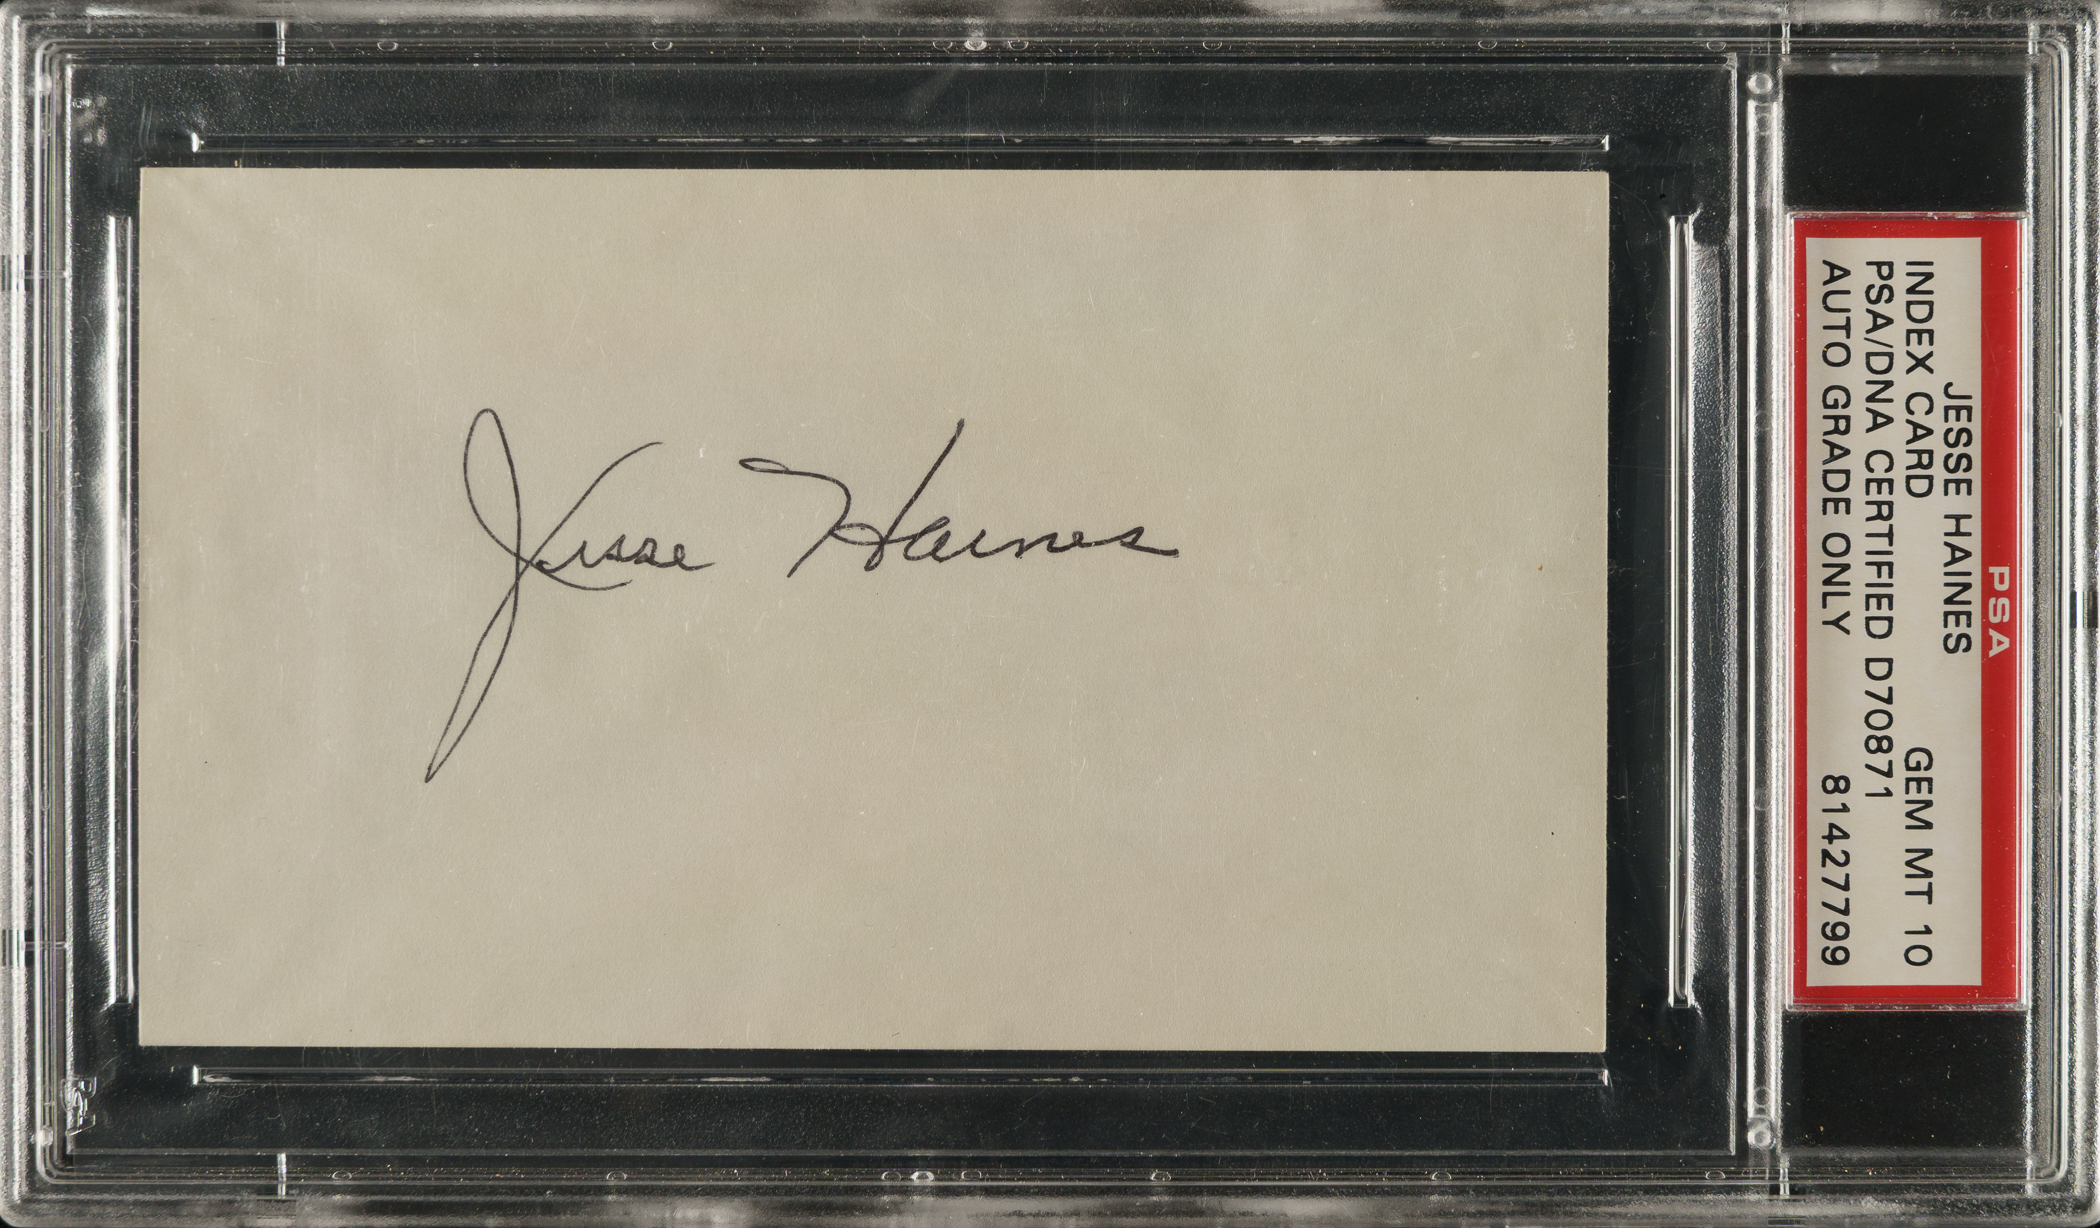 Jesse Haines
PSA
JESSE HAINES
INDEX CARD GEM MT 10
PSA/DNA CERTIFIED D70871
AUTO GRADE ONLY 81427799